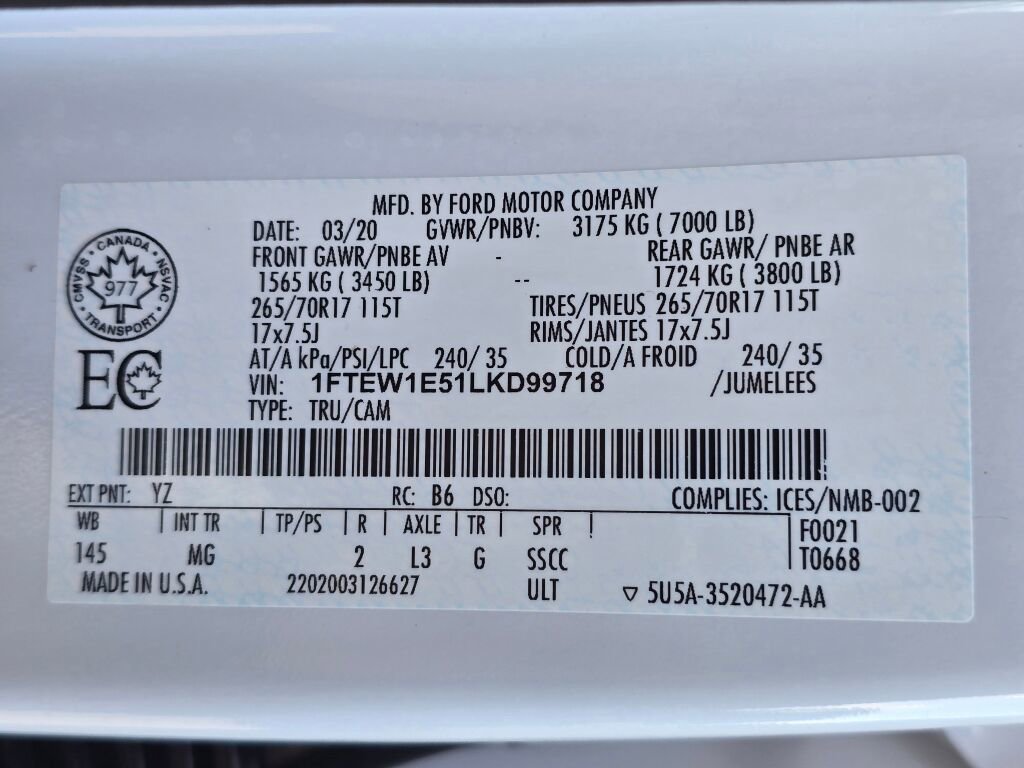 MFD. BY FORD MOTOR COMPANY
DATE: 03/20 GVWR/PNBV: 3175 KG ( 7000 LB)
FRONT GAWR/PNBE AV - REAR GAWR/ PNBE AR
1565 KG ( 3450 LB) -- 1724 KG ( 3800 LB)
265/70R17 115T TIRES/PNEUS 265/70R17 115T
17x7.5J RIMS/JANTES 17x7.5J
AT/A kPa/PSI/LPC 240/ 35 COLD/A FROID 240/ 35
VIN: 1FTEW1E51LKD99718 /JUMELEES
TYPE: TRU/CAM
CMVSS · CANADA · NSVAC · TRANSPORT ·
977
EC
EXT PNT: YZ RC: B6 DSO: COMPLIES: ICES/NMB-002
WB | INT TR | TP/PS | R | AXLE | TR | SPR | F0021
145 MG 2 L3 G SSCC T0668
MADE IN U.S.A. 2202003126627 ULT ▽ 5U5A-3520472-AA